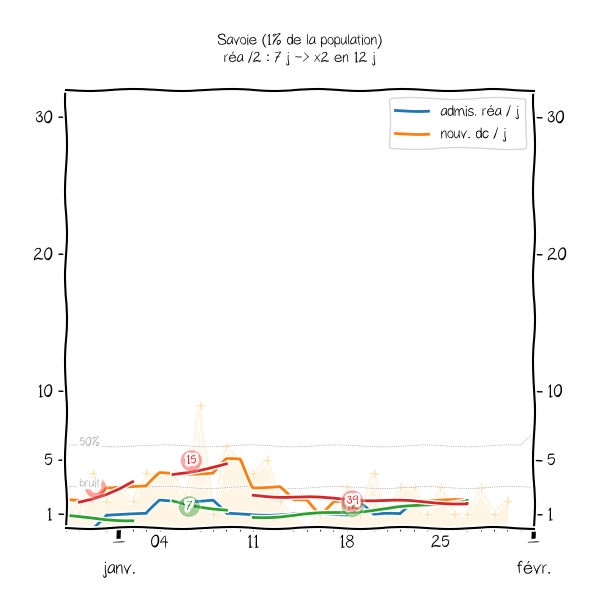 Savoie (1% de la population)
réa /2 : 7 j -> x2 en 12 j
admis. réa / j
nouv. dc / j
30
30
20
20
10
10
50%
5
15
5
bruit
7
39
1
1
04
11
18
25
janv.
févr.